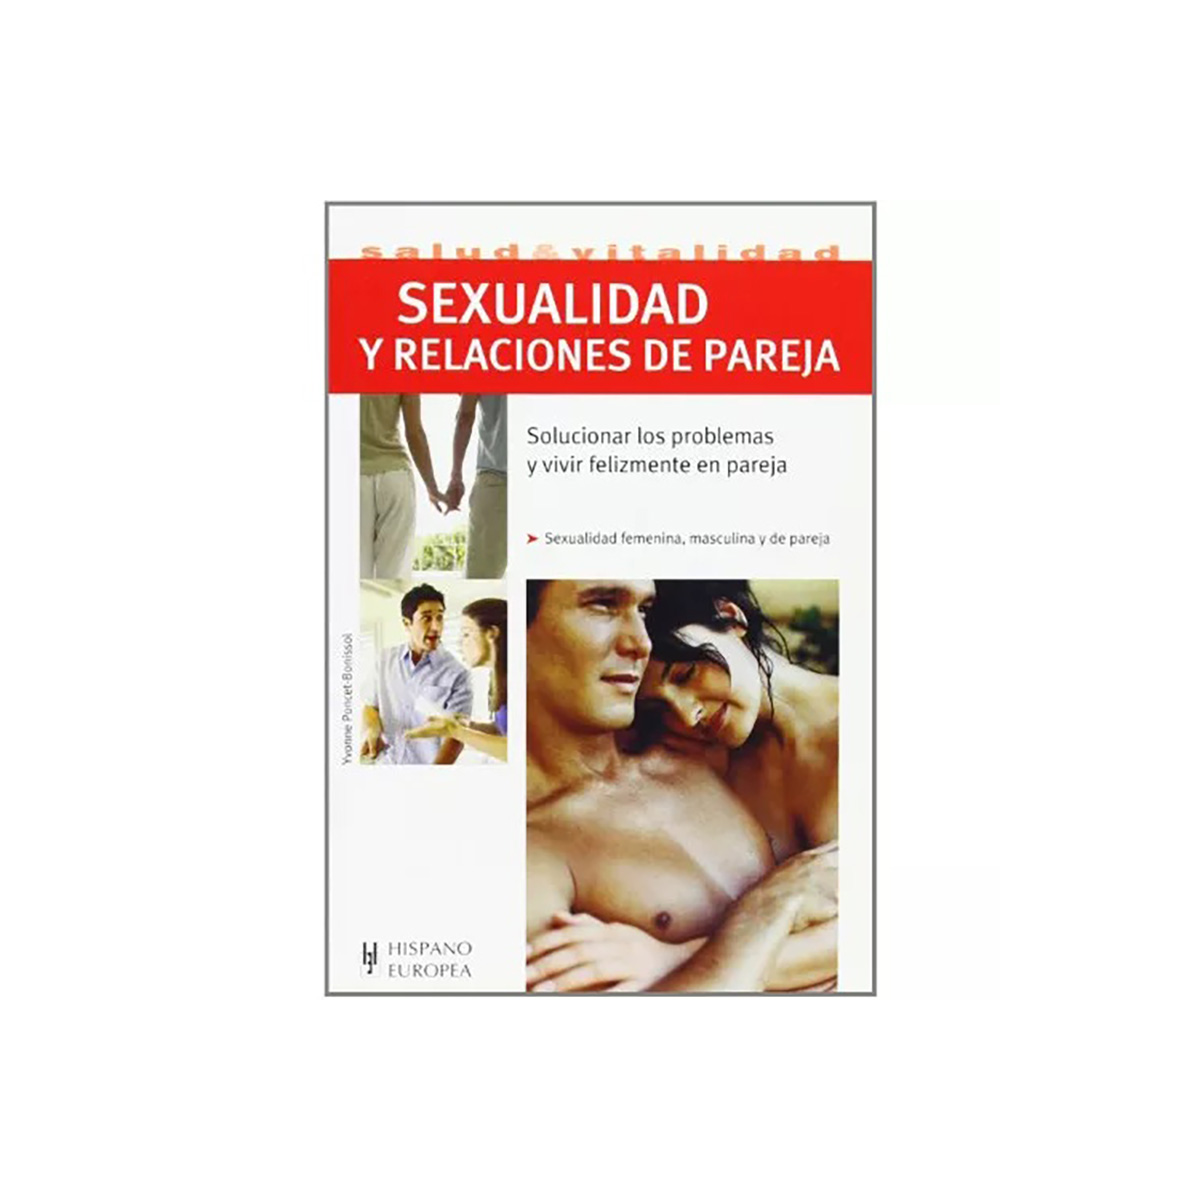 salud&vitalidad
SEXUALIDAD
Y RELACIONES DE PAREJA
Solucionar los problemas
y vivir felizmente en pareja
➤ Sexualidad femenina, masculina y de pareja
Yvonne Poncet-Bonissol
HISPANO
EUROPEA